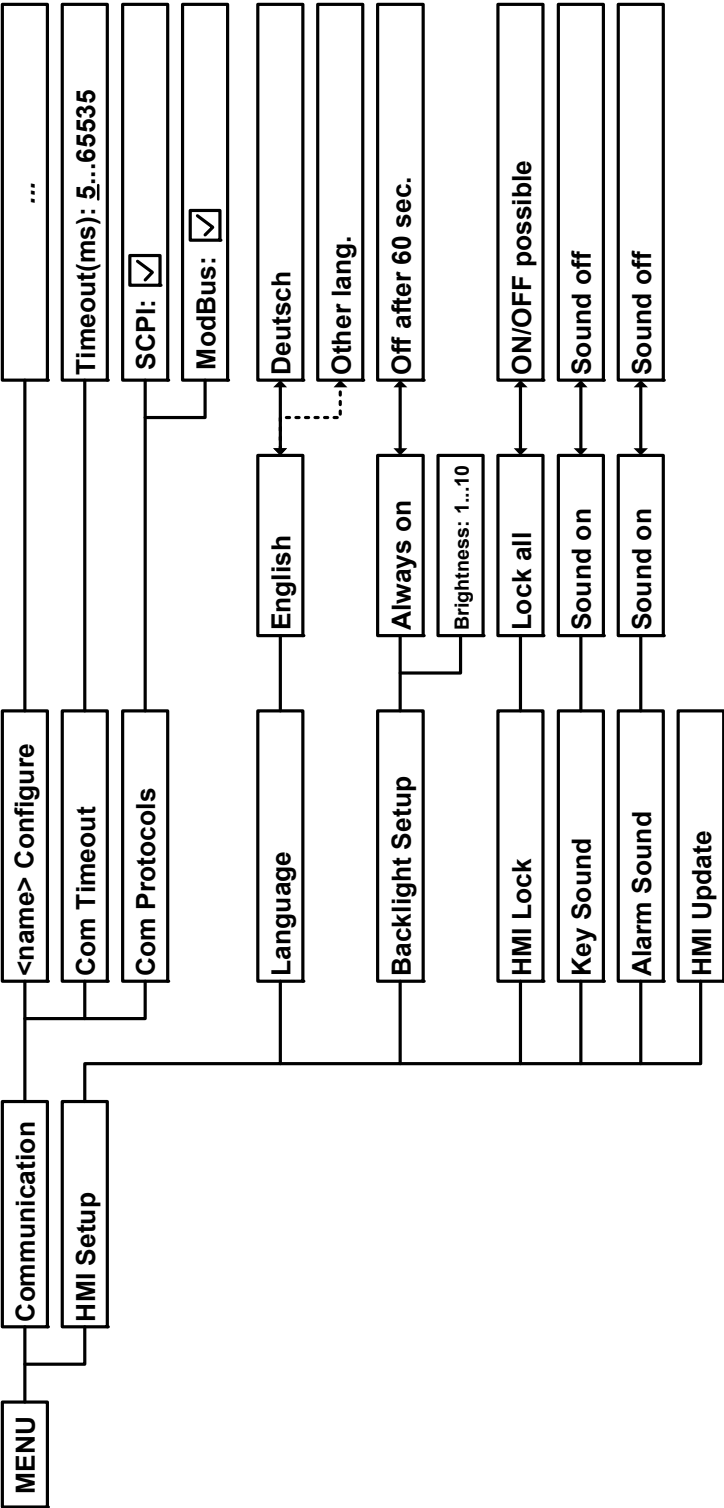 MENU
Communication
<name> Configure
...
Com Timeout
Timeout(ms): 5...65535
Com Protocols
SCPI: ☑
ModBus: ☑
HMI Setup
Language
English
Deutsch
Other lang.
Backlight Setup
Always on
Off after 60 sec.
Brightness: 1...10
HMI Lock
Lock all
ON/OFF possible
Key Sound
Sound on
Sound off
Alarm Sound
Sound on
Sound off
HMI Update